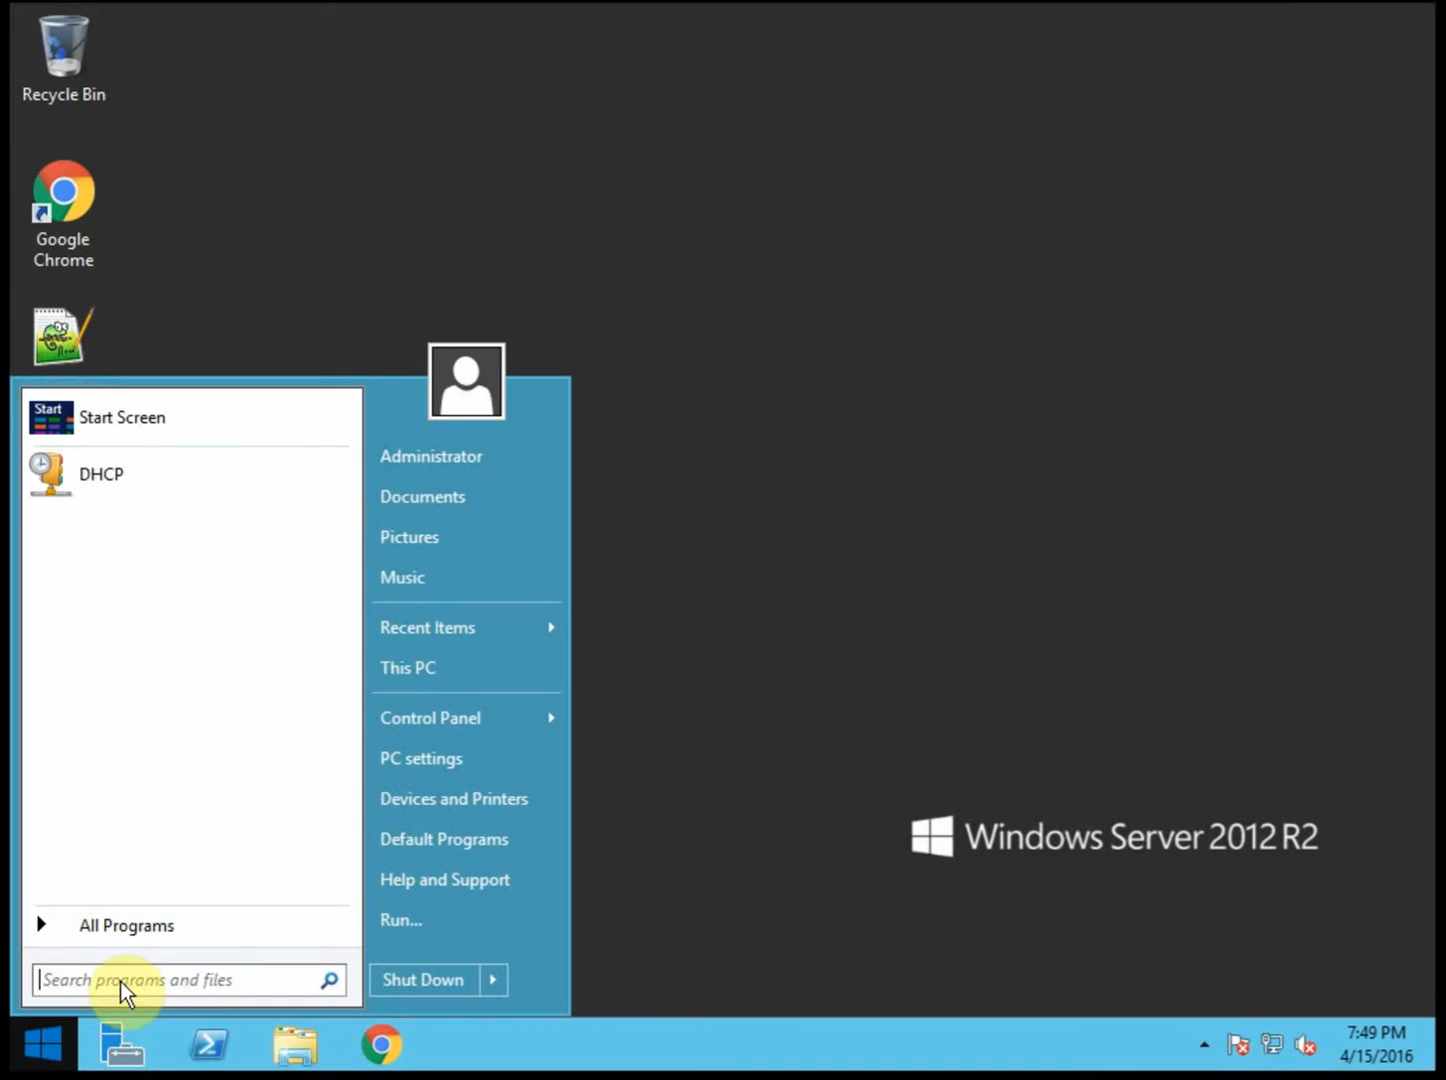 Recycle Bin
Google
Chrome
Start
Start Screen
DHCP
Administrator
Documents
Pictures
Music
Recent Items
This PC
Control Panel
PC settings
Devices and Printers
Default Programs
Help and Support
Run...
All Programs
Search programs and files
Shut Down
Windows Server 2012 R2
7:49 PM
4/15/2016